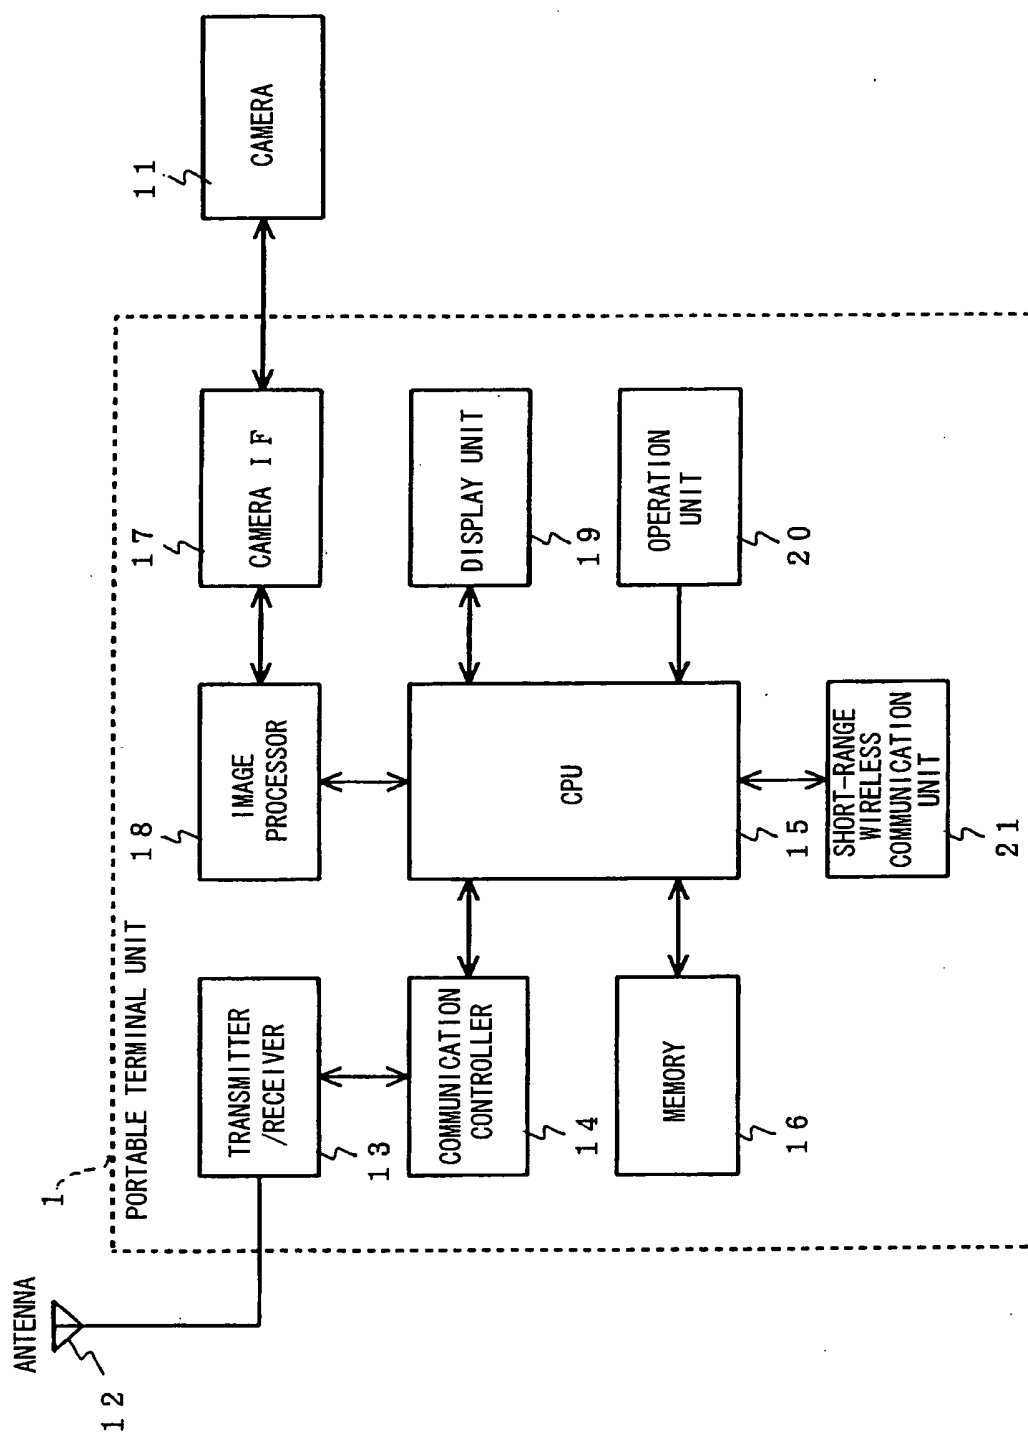 ANTENNA
12
1
PORTABLE TERMINAL UNIT
TRANSMITTER
/RECEIVER
13
18
IMAGE
PROCESSOR
17
CAMERA IF
11
CAMERA
COMMUNICATION
CONTROLLER
14
CPU
15
DISPLAY UNIT
19
MEMORY
16
OPERATION
UNIT
20
SHORT-RANGE
WIRELESS
COMMUNICATION
UNIT
21